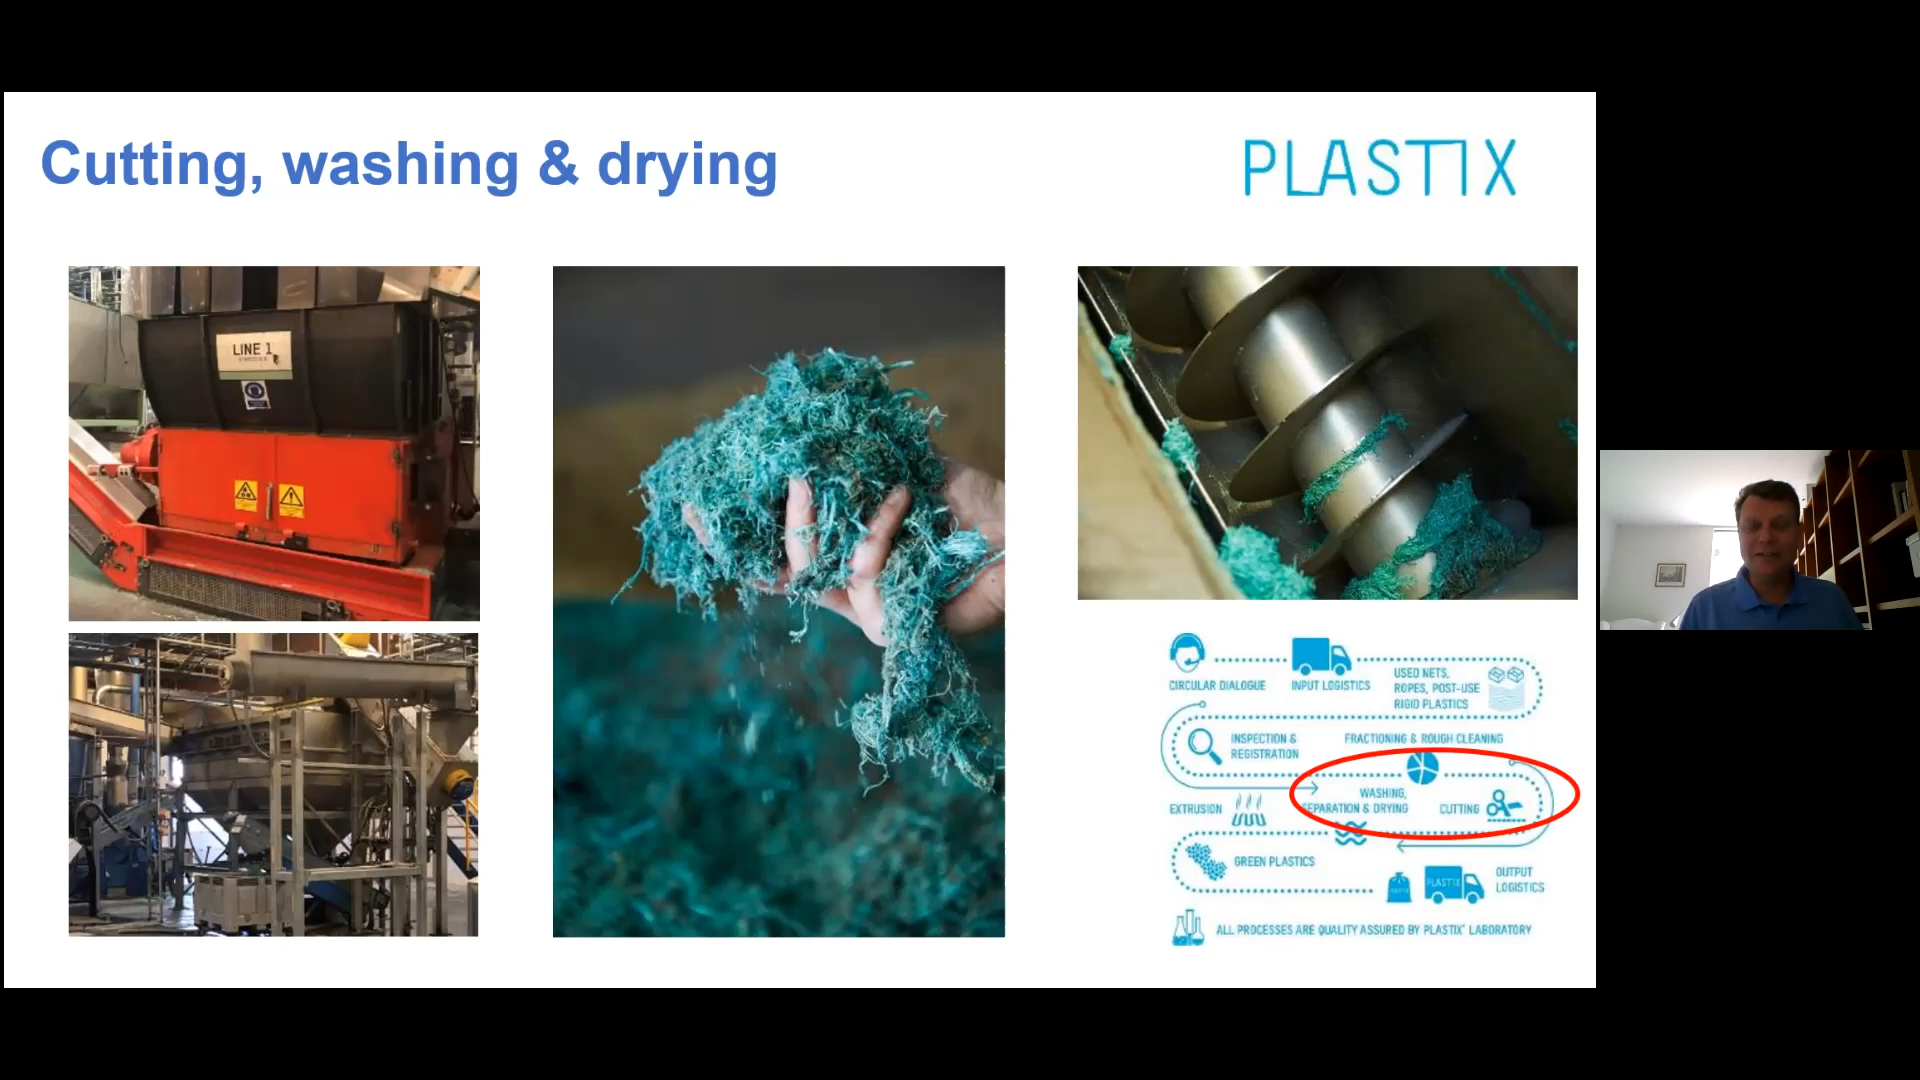 Cutting, washing & drying
PLASTIX
LINE 1
CIRCULAR DIALOGUE
INPUT LOGISTICS
USED NETS,
ROPES, POST-USE
RIGID PLASTICS
INSPECTION &
REGISTRATION
FRACTIONING & ROUGH CLEANING
EXTRUSION
WASHING,
SEPARATION & DRYING
CUTTING
GREEN PLASTICS
PLASTIX
OUTPUT
LOGISTICS
ALL PROCESSES ARE QUALITY ASSURED BY PLASTIX' LABORATORY